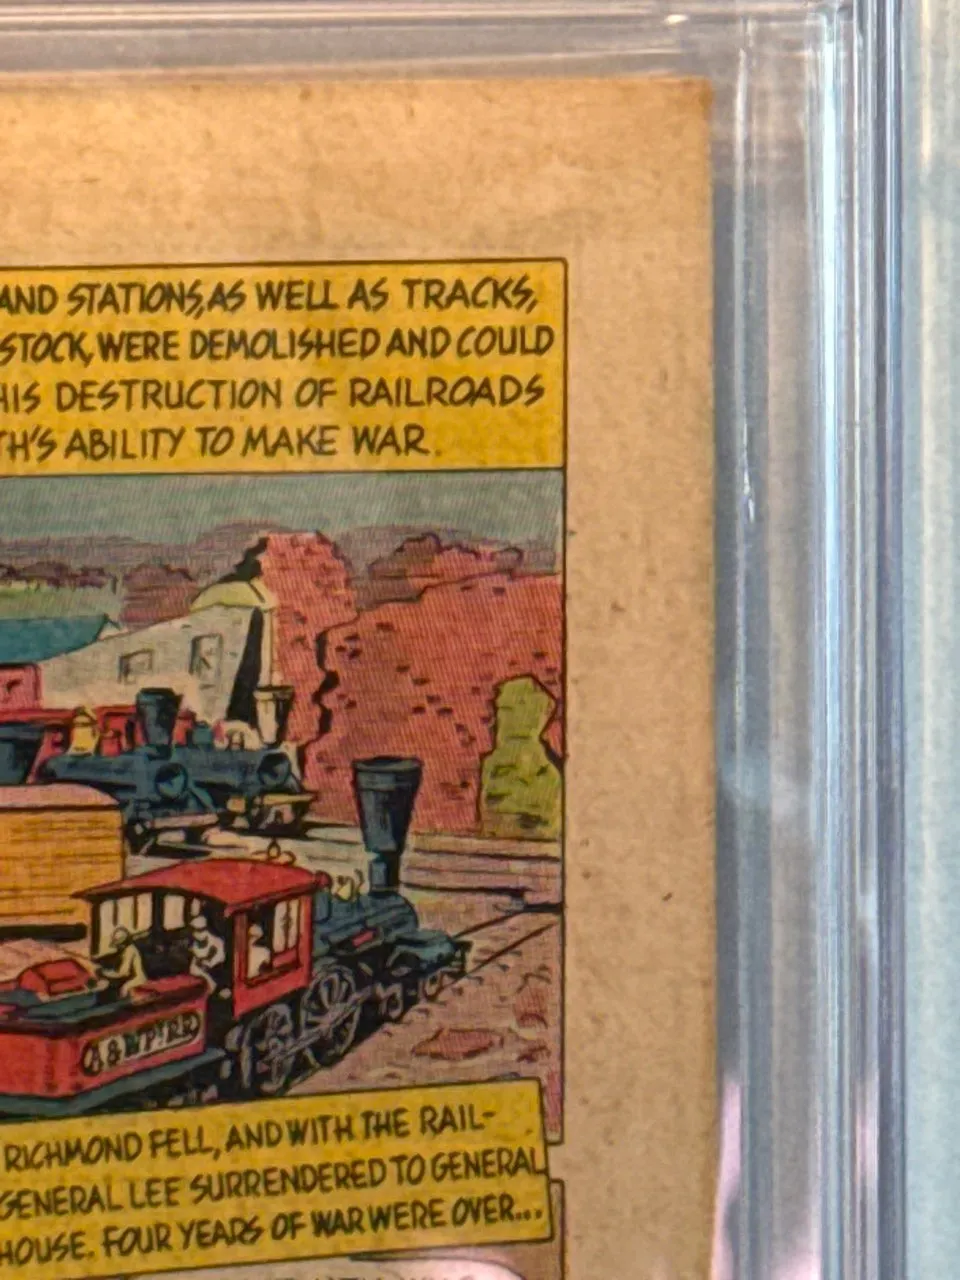 AND STATIONS, AS WELL AS TRACKS,
STOCK, WERE DEMOLISHED AND COULD
HIS DESTRUCTION OF RAILROADS
TH'S ABILITY TO MAKE WAR.
A & W.P. RR
RICHMOND FELL, AND WITH THE RAIL-
GENERAL LEE SURRENDERED TO GENERAL
HOUSE. FOUR YEARS OF WAR WERE OVER...